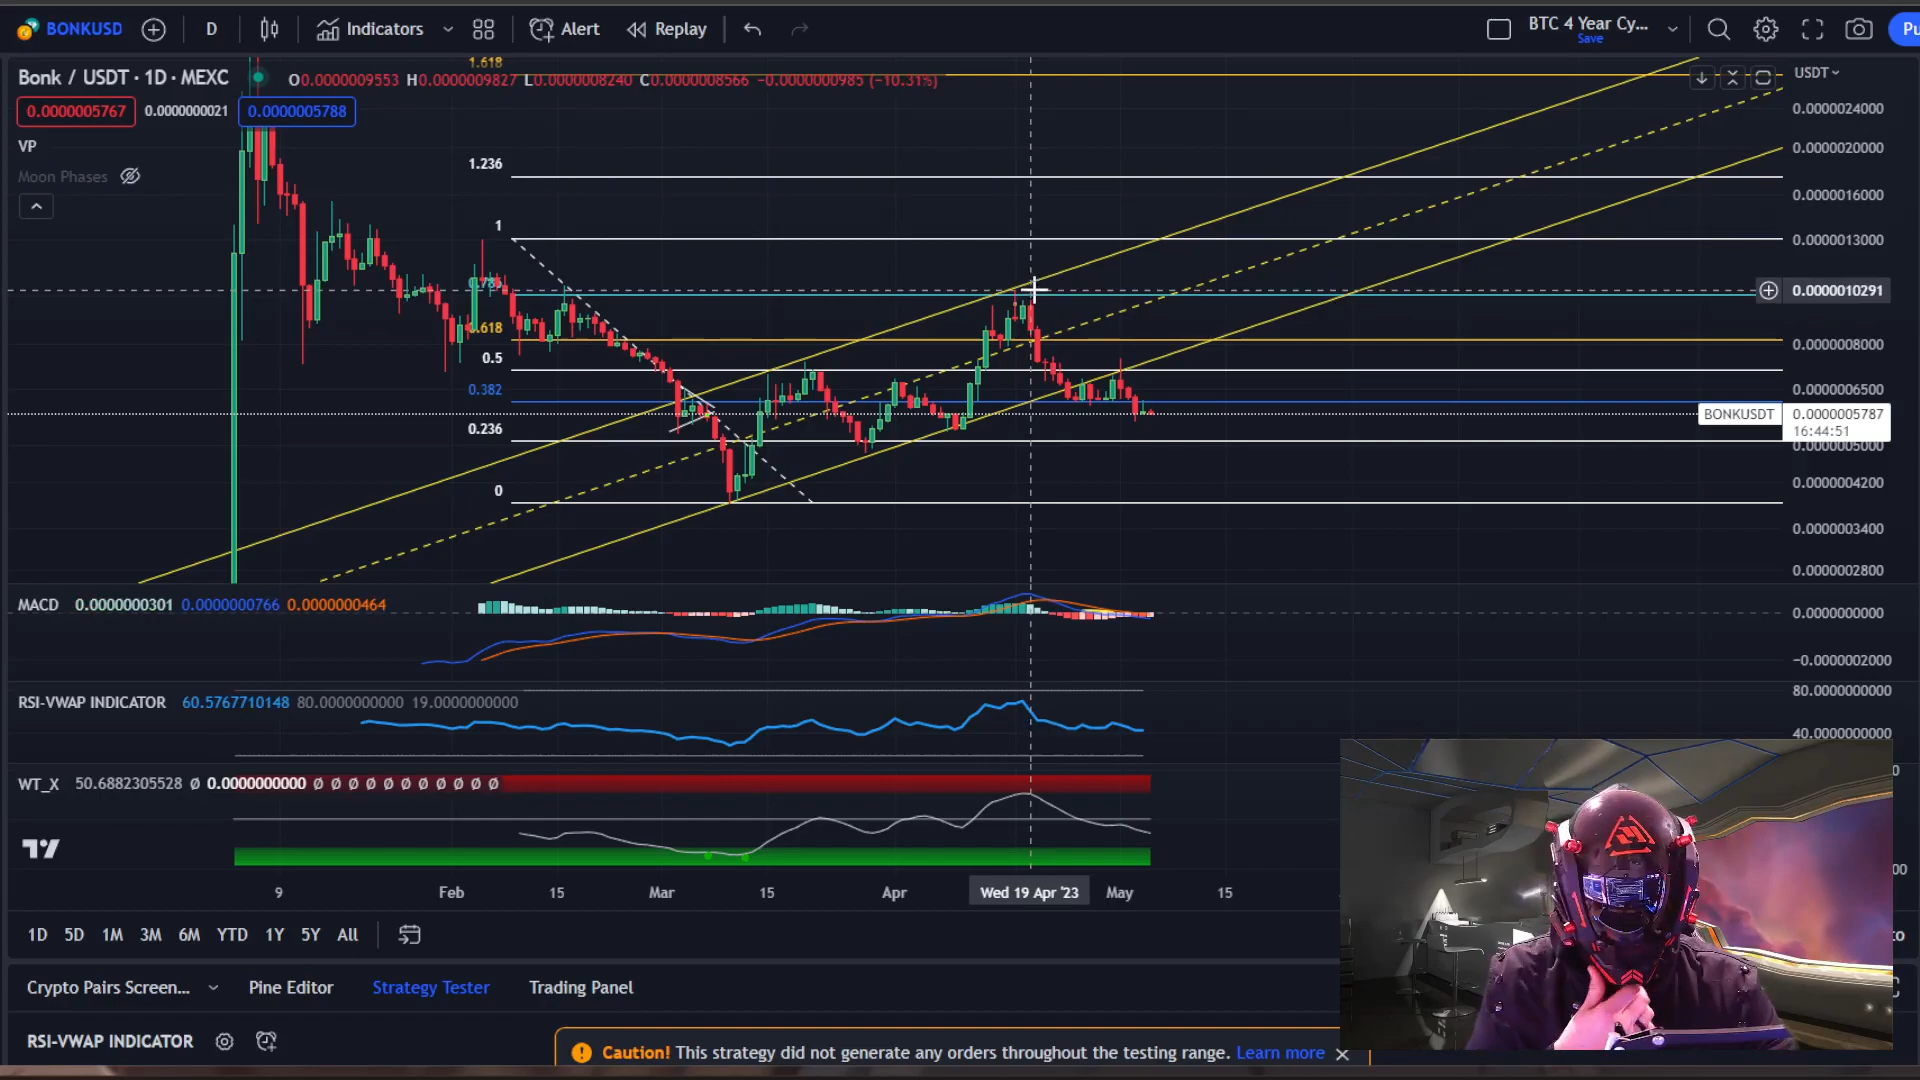 BONKUSD D Indicators Alert Replay BTC 4 Year Cy... Save Pu
Bonk / USDT · 1D · MEXC O0.0000009553 H0.0000009827 L0.0000008240 C0.0000008566 −0.0000000985 (−10.31%)
USDT
0.0000005767 0.0000000021 0.0000005788
VP
Moon Phases
1.618
1.236
1
0.786
0.618
0.5
0.382
0.236
0
0.0000024000
0.0000020000
0.0000016000
0.0000013000
0.0000010291
0.0000008000
0.0000006500
BONKUSDT 0.0000005787
16:44:51
0.0000005000
0.0000004200
0.0000003400
0.0000002800
MACD 0.0000000301 0.0000000766 0.0000000464
0.0000000000
−0.0000002000
RSI-VWAP INDICATOR 60.5767710148 80.0000000000 19.0000000000
80.0000000000
40.0000000000
WT_X 50.6882305528 ø 0.0000000000 ø ø ø ø ø ø ø ø ø ø ø
9 Feb 15 Mar 15 Apr Wed 19 Apr '23 May 15
1D 5D 1M 3M 6M YTD 1Y 5Y All
Crypto Pairs Screen... Pine Editor Strategy Tester Trading Panel
RSI-VWAP INDICATOR
Caution! This strategy did not generate any orders throughout the testing range. Learn more